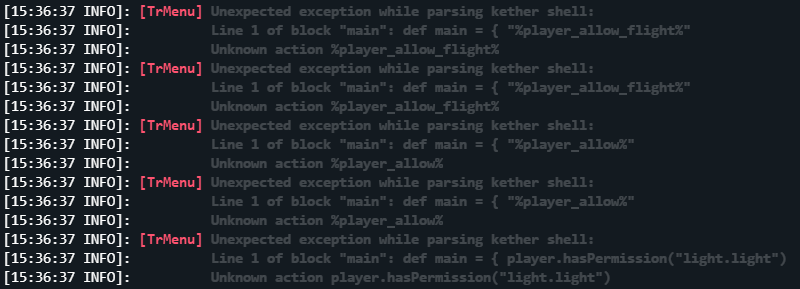 [15:36:37 INFO]: [TrMenu] Unexpected exception while parsing kether shell:
[15:36:37 INFO]: Line 1 of block "main": def main = { "%player_allow_flight%"
[15:36:37 INFO]: Unknown action %player_allow_flight%
[15:36:37 INFO]: [TrMenu] Unexpected exception while parsing kether shell:
[15:36:37 INFO]: Line 1 of block "main": def main = { "%player_allow_flight%"
[15:36:37 INFO]: Unknown action %player_allow_flight%
[15:36:37 INFO]: [TrMenu] Unexpected exception while parsing kether shell:
[15:36:37 INFO]: Line 1 of block "main": def main = { "%player_allow%"
[15:36:37 INFO]: Unknown action %player_allow%
[15:36:37 INFO]: [TrMenu] Unexpected exception while parsing kether shell:
[15:36:37 INFO]: Line 1 of block "main": def main = { "%player_allow%"
[15:36:37 INFO]: Unknown action %player_allow%
[15:36:37 INFO]: [TrMenu] Unexpected exception while parsing kether shell:
[15:36:37 INFO]: Line 1 of block "main": def main = { player.hasPermission("light.light")
[15:36:37 INFO]: Unknown action player.hasPermission("light.light")